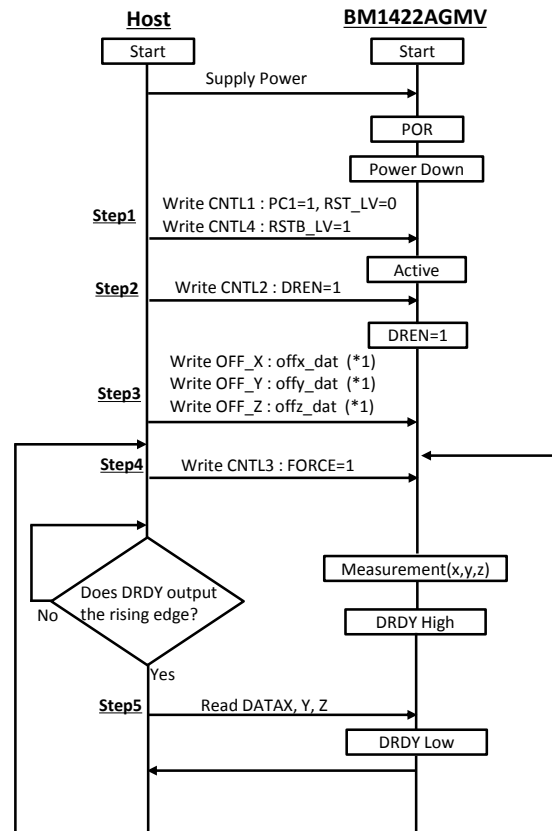 Host
BM1422AGMV
Start
Start
Supply Power
POR
Power Down
Step1
Write CNTL1 : PC1=1, RST_LV=0
Write CNTL4 : RSTB_LV=1
Active
Step2
Write CNTL2 : DREN=1
DREN=1
Step3
Write OFF_X : offx_dat (*1)
Write OFF_Y : offy_dat (*1)
Write OFF_Z : offz_dat (*1)
Step4
Write CNTL3 : FORCE=1
Measurement(x,y,z)
Does DRDY output
the rising edge?
No
DRDY High
Yes
Step5
Read DATAX, Y, Z
DRDY Low